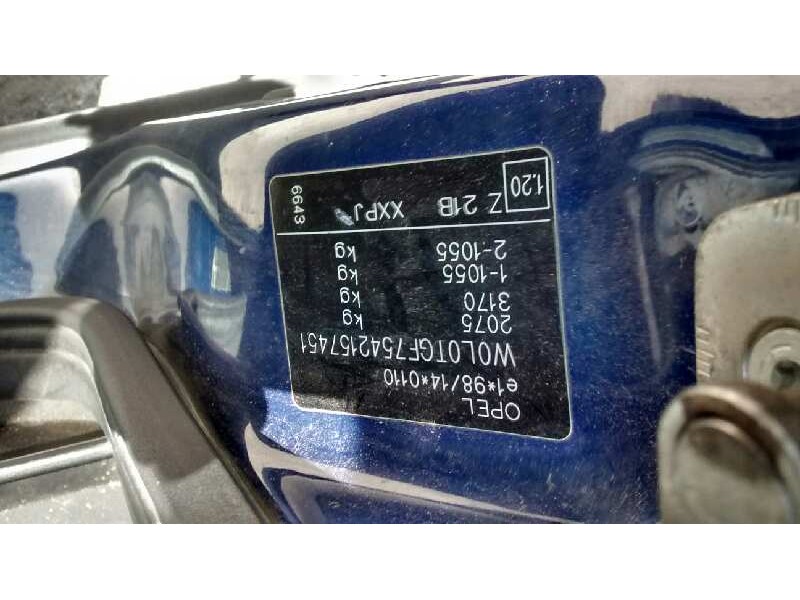 OPEL
e1*98/14*0110
W0L0TGF7542157451
2075 kg
3170 kg
1-1055 kg
2-1055 kg
1.20 Z 21B XXPJ 6643